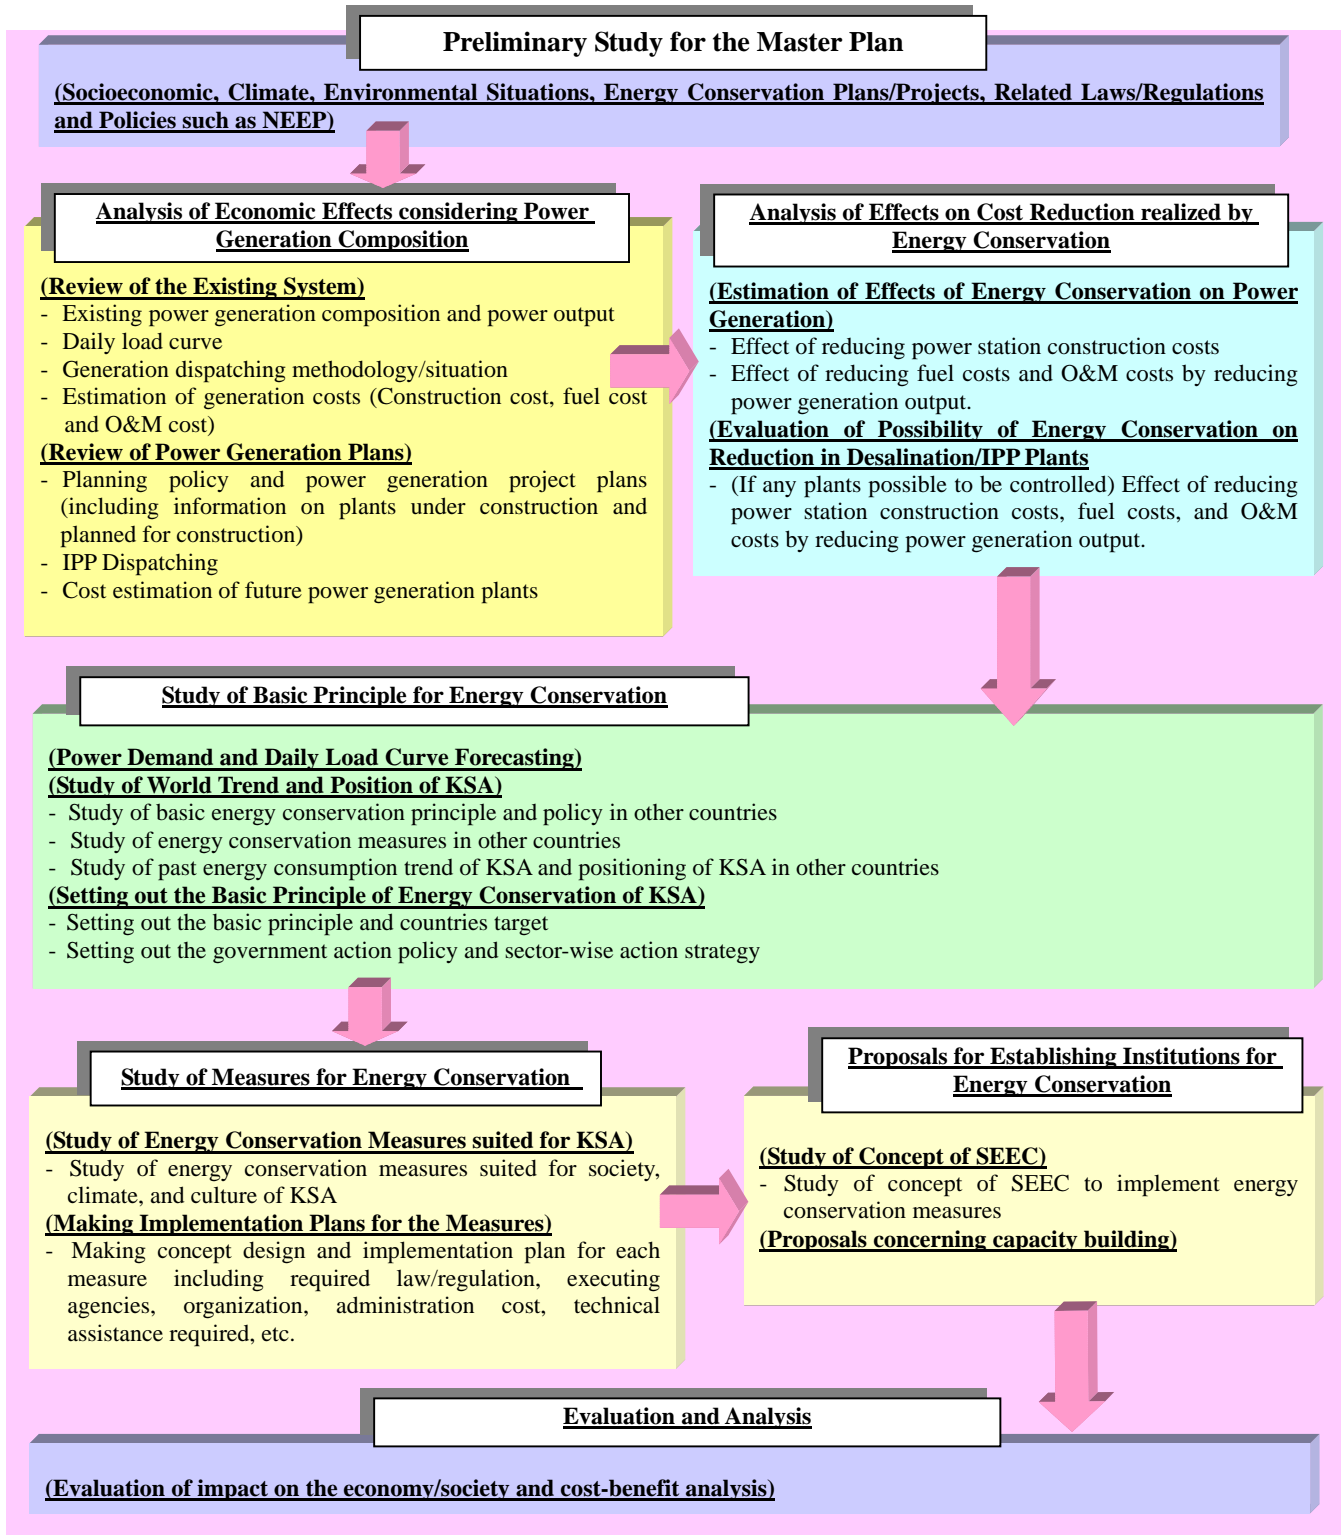 Preliminary Study for the Master Plan
(Socioeconomic, Climate, Environmental Situations, Energy Conservation Plans/Projects, Related Laws/Regulations
and Policies such as NEEP)
Analysis of Economic Effects considering Power
Generation Composition
(Review of the Existing System)
- Existing power generation composition and power output
- Daily load curve
- Generation dispatching methodology/situation
- Estimation of generation costs (Construction cost, fuel cost
and O&M cost)
(Review of Power Generation Plans)
- Planning policy and power generation project plans
(including information on plants under construction and
planned for construction)
- IPP Dispatching
- Cost estimation of future power generation plants
Analysis of Effects on Cost Reduction realized by
Energy Conservation
(Estimation of Effects of Energy Conservation on Power
Generation)
- Effect of reducing power station construction costs
- Effect of reducing fuel costs and O&M costs by reducing
power generation output.
(Evaluation of Possibility of Energy Conservation on
Reduction in Desalination/IPP Plants
- (If any plants possible to be controlled) Effect of reducing
power station construction costs, fuel costs, and O&M
costs by reducing power generation output.
Study of Basic Principle for Energy Conservation
(Power Demand and Daily Load Curve Forecasting)
(Study of World Trend and Position of KSA)
- Study of basic energy conservation principle and policy in other countries
- Study of energy conservation measures in other countries
- Study of past energy consumption trend of KSA and positioning of KSA in other countries
(Setting out the Basic Principle of Energy Conservation of KSA)
- Setting out the basic principle and countries target
- Setting out the government action policy and sector-wise action strategy
Study of Measures for Energy Conservation
(Study of Energy Conservation Measures suited for KSA)
- Study of energy conservation measures suited for society,
climate, and culture of KSA
(Making Implementation Plans for the Measures)
- Making concept design and implementation plan for each
measure including required law/regulation, executing
agencies, organization, administration cost, technical
assistance required, etc.
Proposals for Establishing Institutions for
Energy Conservation
(Study of Concept of SEEC)
- Study of concept of SEEC to implement energy
conservation measures
(Proposals concerning capacity building)
Evaluation and Analysis
(Evaluation of impact on the economy/society and cost-benefit analysis)